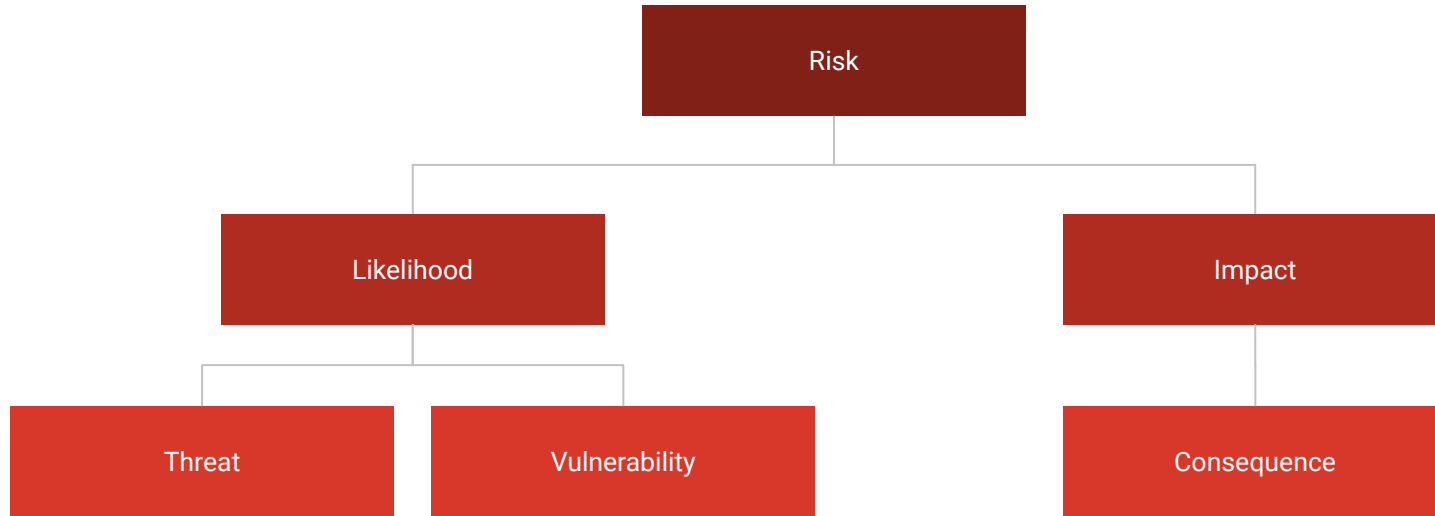 Risk
Likelihood
Impact
Threat
Vulnerability
Consequence